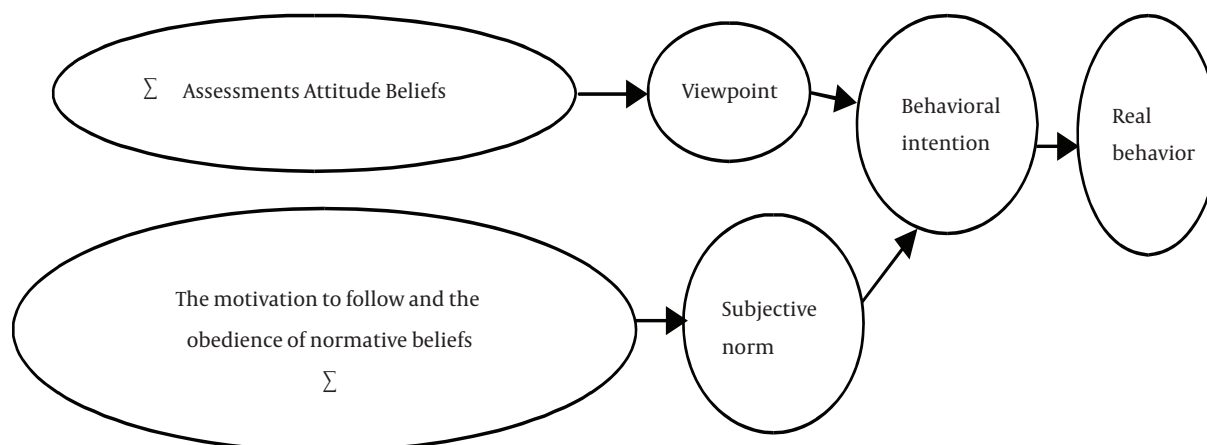 ∑ Assessments Attitude Beliefs
Viewpoint
Behavioral
intention
Real
behavior
The motivation to follow and the
obedience of normative beliefs
∑
Subjective
norm